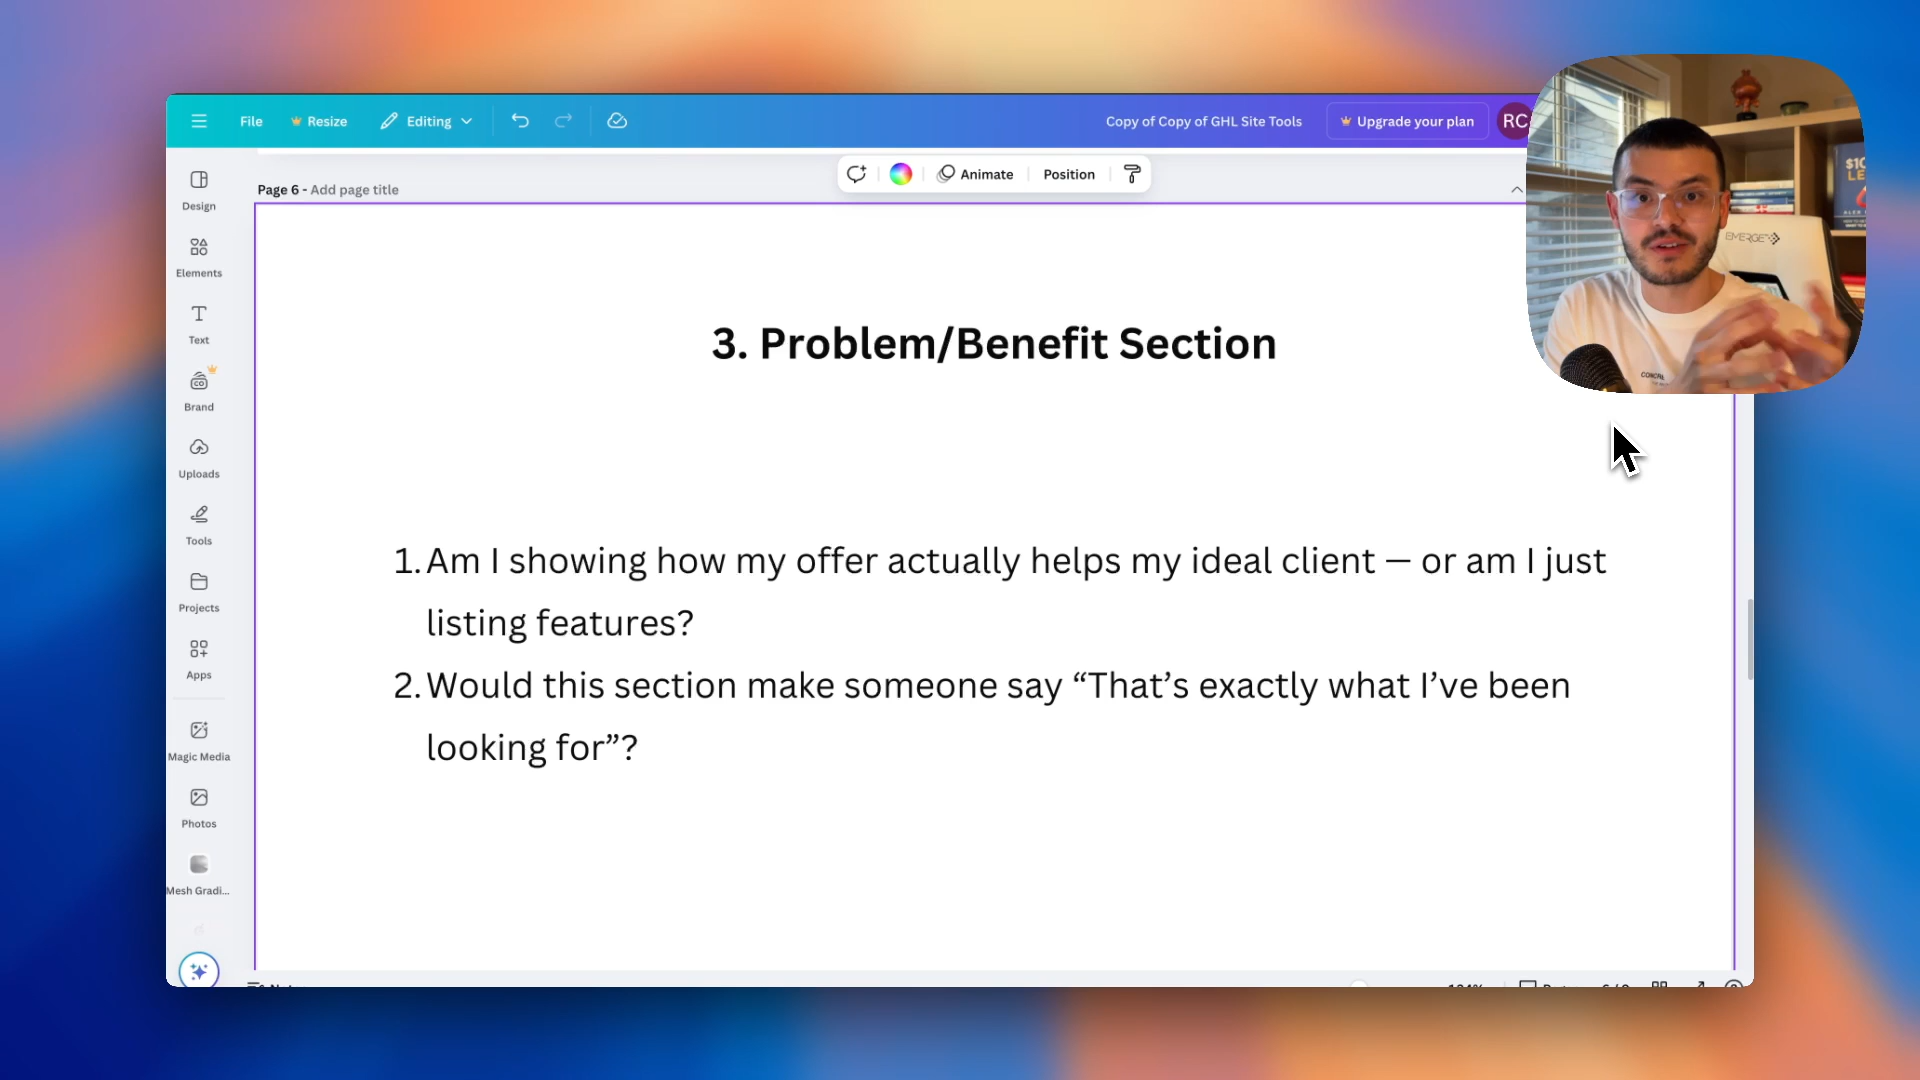 File
Resize
Editing
Copy of Copy of GHL Site Tools
Upgrade your plan
RC
Page 6 - Add page title
Animate
Position
Design
Elements
Text
Brand
Uploads
Tools
Projects
Apps
Magic Media
Photos
Mesh Gradi...
3. Problem/Benefit Section
1. Am I showing how my offer actually helps my ideal client — or am I just
listing features?
2. Would this section make someone say “That’s exactly what I’ve been
looking for”?
EMERGE
$10
LE